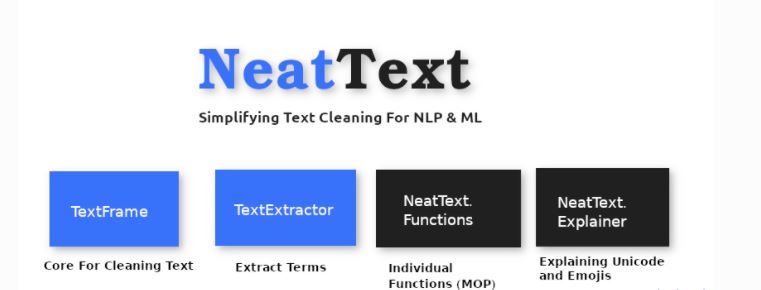 NeatText
Simplifying Text Cleaning For NLP & ML
TextFrame
TextExtractor
NeatText.
Functions
NeatText.
Explainer
Core For Cleaning Text
Extract Terms
Individual
Functions (MOP)
Explaining Unicode
and Emojis